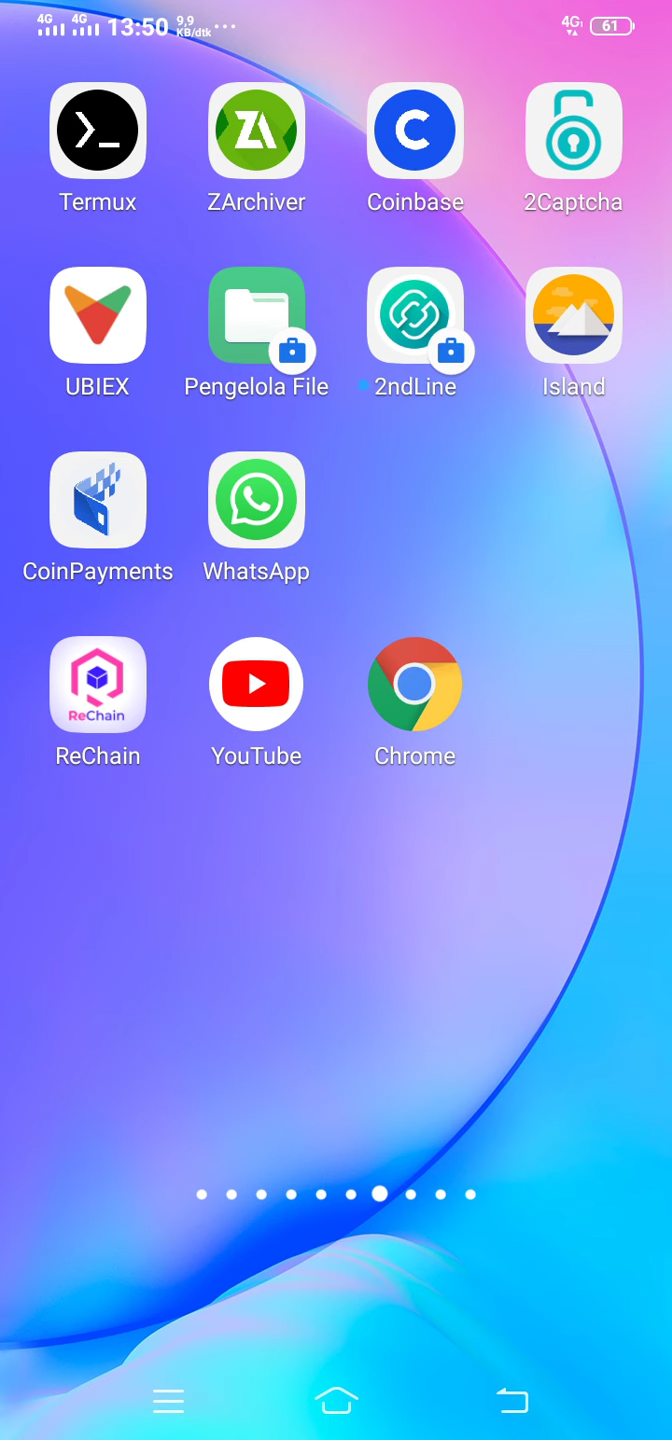 4G 4G 13:50 9,9 KB/dtk ... 4G 61
Termux ZArchiver Coinbase 2Captcha
UBIEX Pengelola File 2ndLine Island
CoinPayments WhatsApp
ReChain
ReChain YouTube Chrome